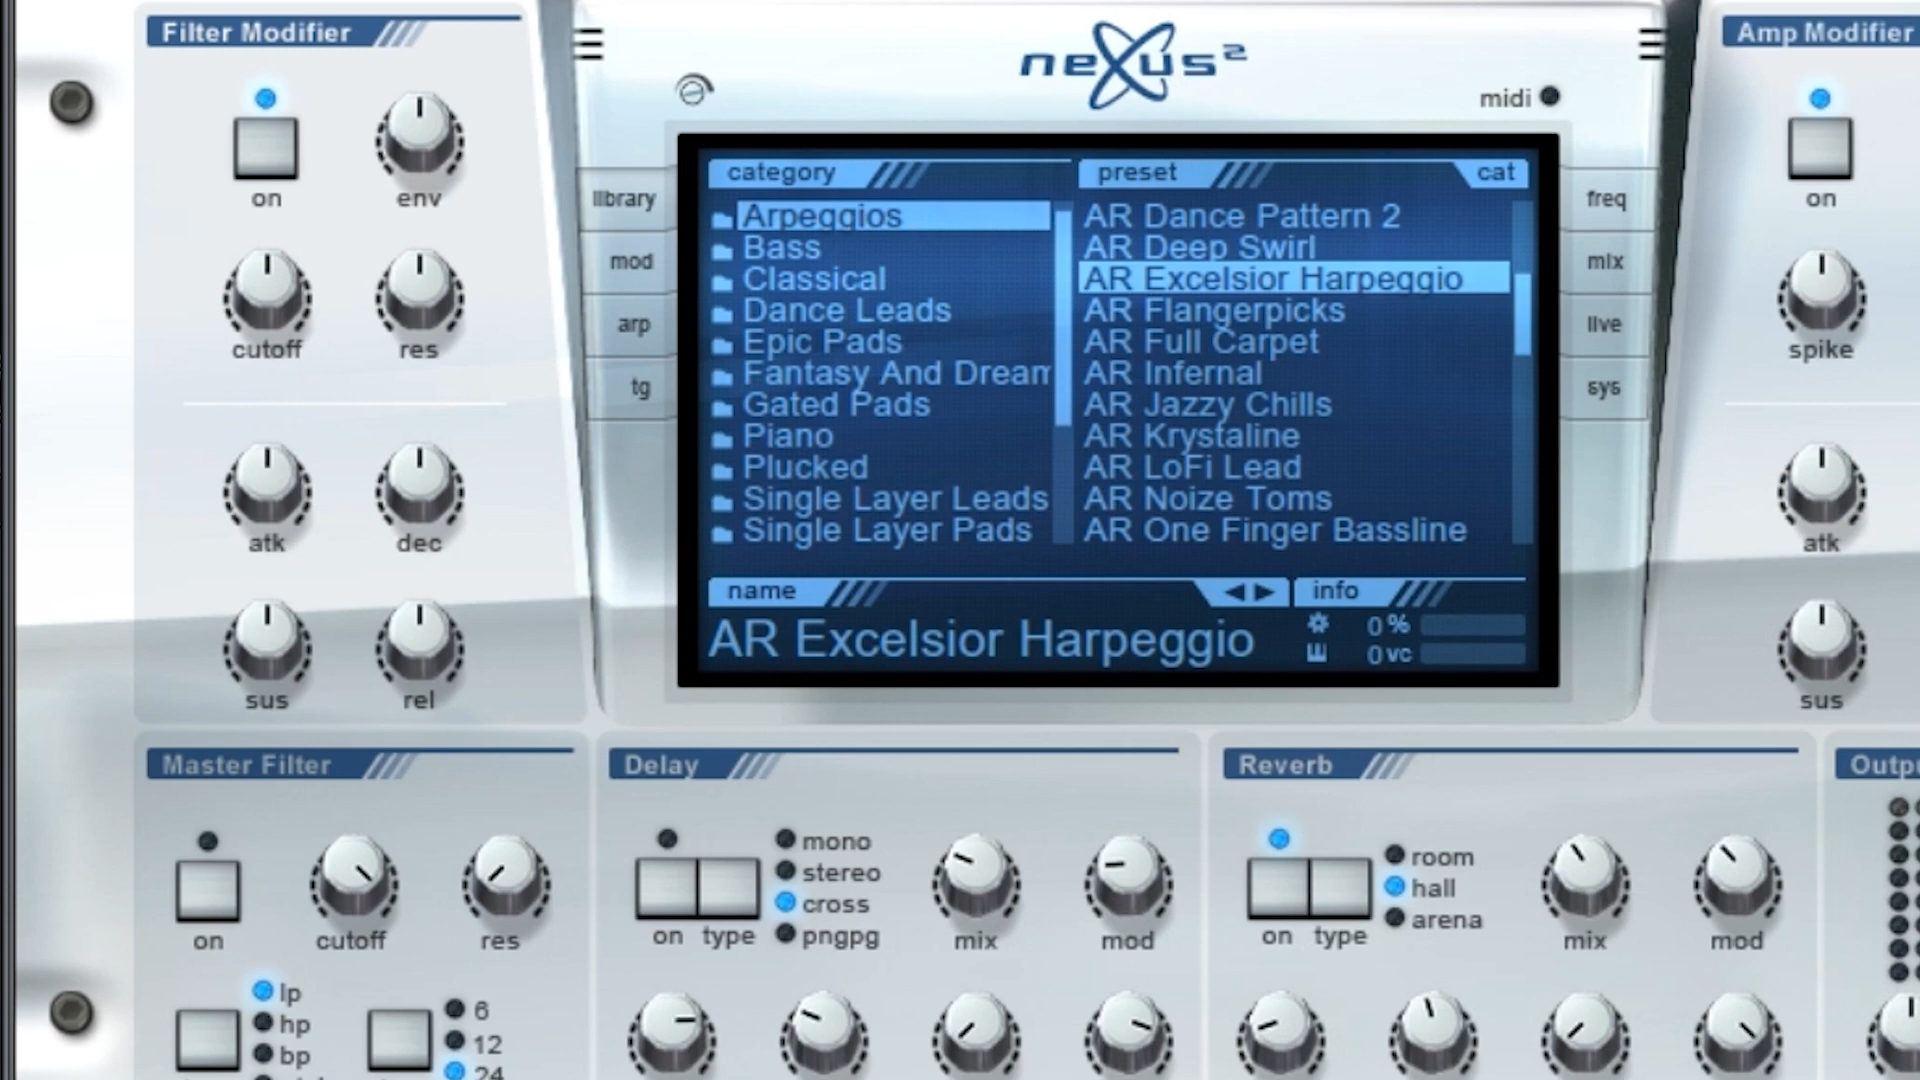 Filter Modifier
on
env
cutoff
res
atk
dec
sus
rel
neXus²
midi
library
mod
arp
tg
category
Arpeggios
Bass
Classical
Dance Leads
Epic Pads
Fantasy And Dream
Gated Pads
Piano
Plucked
Single Layer Leads
Single Layer Pads
preset
cat
AR Dance Pattern 2
AR Deep Swirl
AR Excelsior Harpeggio
AR Flangerpicks
AR Full Carpet
AR Infernal
AR Jazzy Chills
AR Krystaline
AR LoFi Lead
AR Noize Toms
AR One Finger Bassline
name
AR Excelsior Harpeggio
info
0 %
0 vc
freq
mix
live
sys
Amp Modifier
on
spike
atk
sus
Master Filter
on
cutoff
res
lp
hp
bp
6
12
24
Delay
on type
mono
stereo
cross
pngpg
mix
mod
Reverb
on type
room
hall
arena
mix
mod